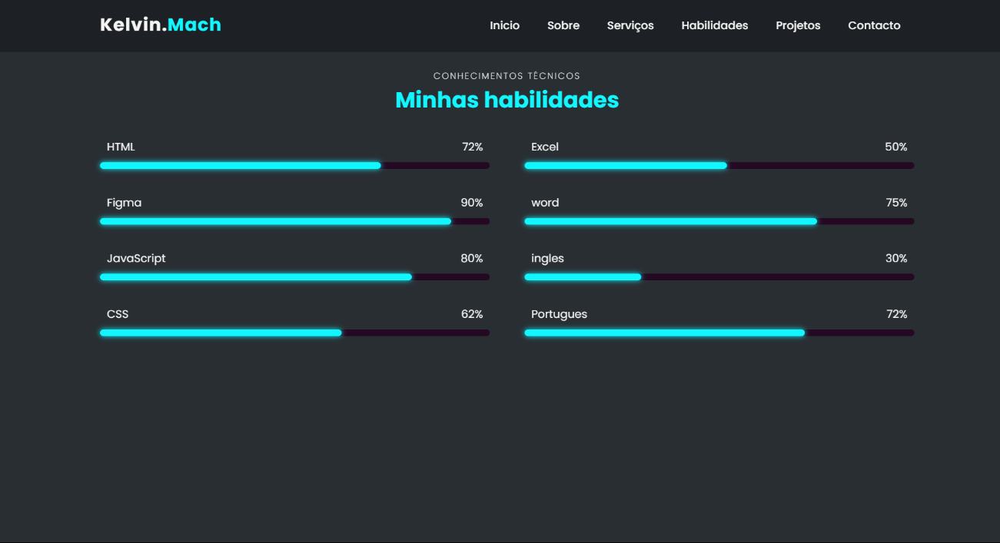 Kelvin.Mach
Inicio Sobre Serviços Habilidades Projetos Contacto
CONHECIMENTOS TÉCNICOS
Minhas habilidades
HTML 72%
Figma 90%
JavaScript 80%
CSS 62%
Excel 50%
word 75%
ingles 30%
Portugues 72%